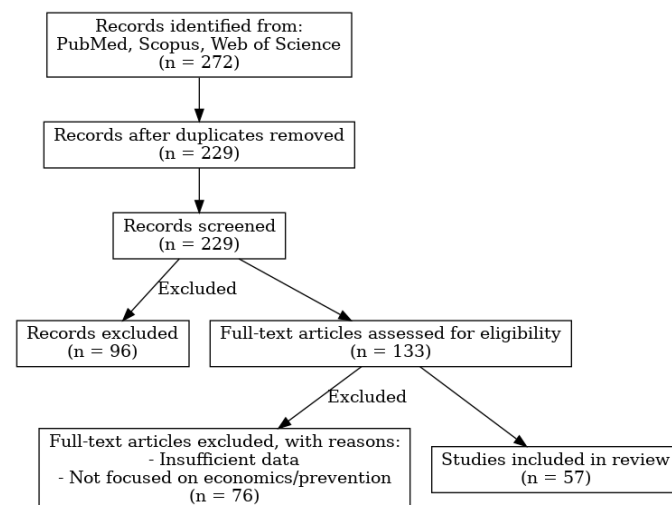 Records identified from:
PubMed, Scopus, Web of Science
(n = 272)
Records after duplicates removed
(n = 229)
Records screened
(n = 229)
Excluded
Records excluded
(n = 96)
Full-text articles assessed for eligibility
(n = 133)
Excluded
Full-text articles excluded, with reasons:
- Insufficient data
- Not focused on economics/prevention
(n = 76)
Studies included in review
(n = 57)